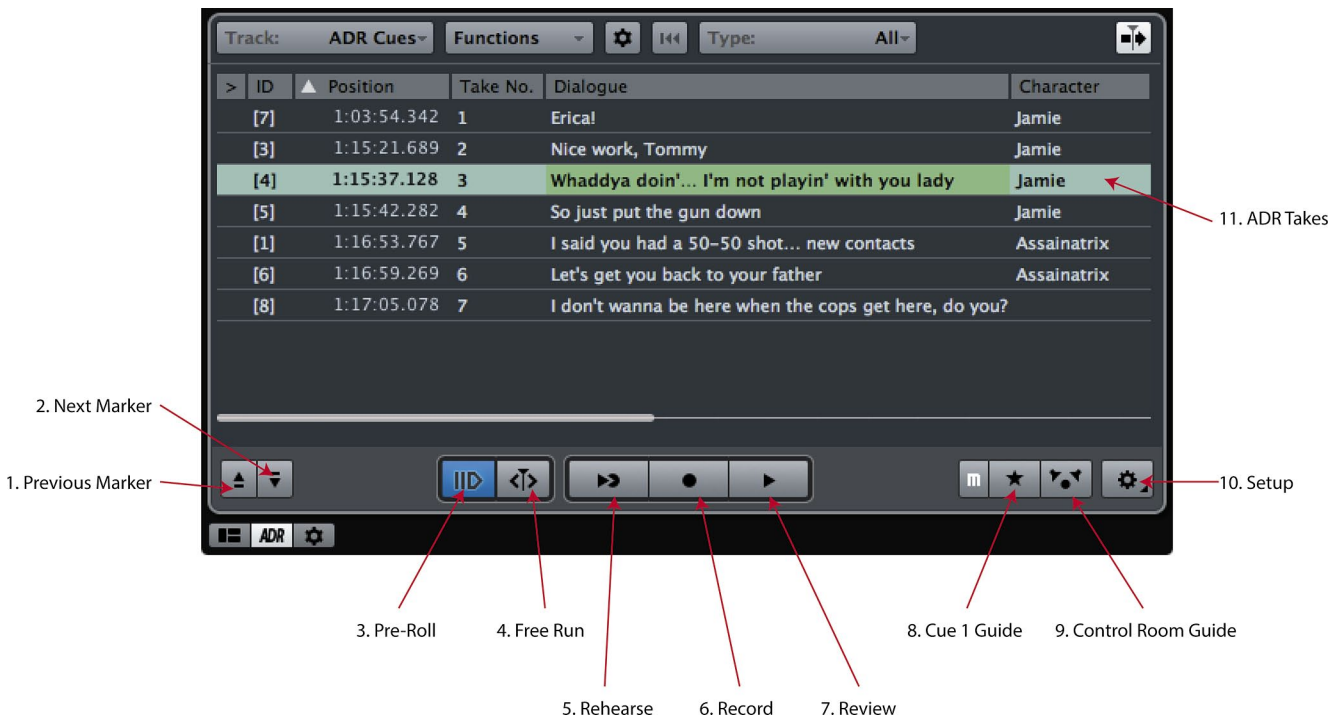 Track: ADR Cues Functions Type: All
> ID Position Take No. Dialogue Character
[7] 1:03:54.342 1 Erica! Jamie
[3] 1:15:21.689 2 Nice work, Tommy Jamie
[4] 1:15:37.128 3 Whaddya doin'... I'm not playin' with you lady Jamie
[5] 1:15:42.282 4 So just put the gun down Jamie
[1] 1:16:53.767 5 I said you had a 50-50 shot... new contacts Assainatrix
[6] 1:16:59.269 6 Let's get you back to your father Assainatrix
[8] 1:17:05.078 7 I don't wanna be here when the cops get here, do you?
11. ADR Takes
2. Next Marker
1. Previous Marker
m
10. Setup
ADR
3. Pre-Roll
4. Free Run
8. Cue 1 Guide
9. Control Room Guide
5. Rehearse
6. Record
7. Review